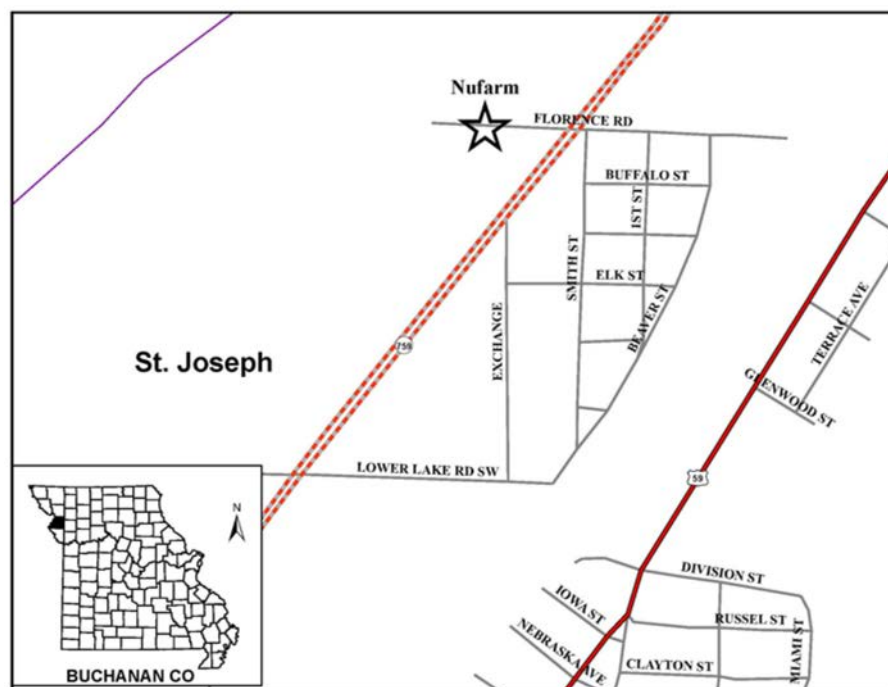 Nufarm
FLORENCE RD
BUFFALO ST
1ST ST
SMITH ST
ELK ST
BEAVER ST
EXCHANGE
TERRACE AVE
759
St. Joseph
GLENWOOD ST
LOWER LAKE RD SW
59
N
DIVISION ST
IOWA ST
RUSSEL ST
NEBRASKA AVE
MIAMI ST
CLAYTON ST
BUCHANAN CO